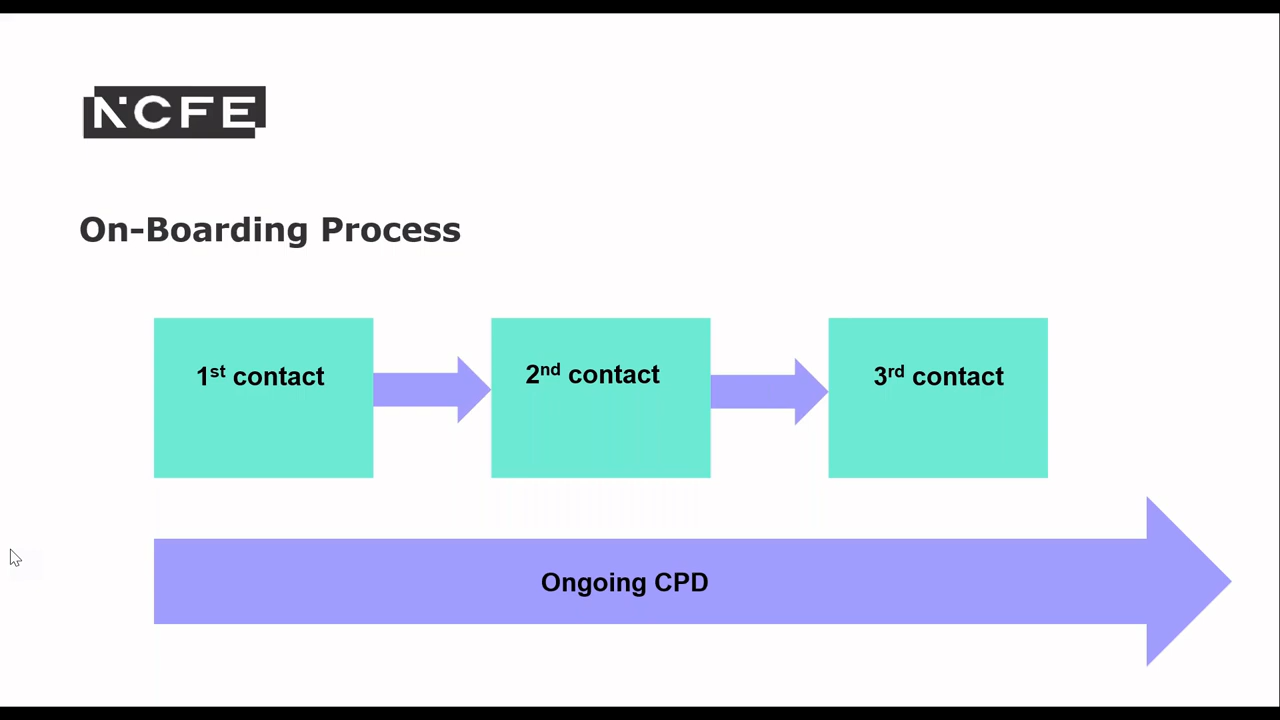 NCFE
On-Boarding Process
1st contact
2nd contact
3rd contact
Ongoing CPD